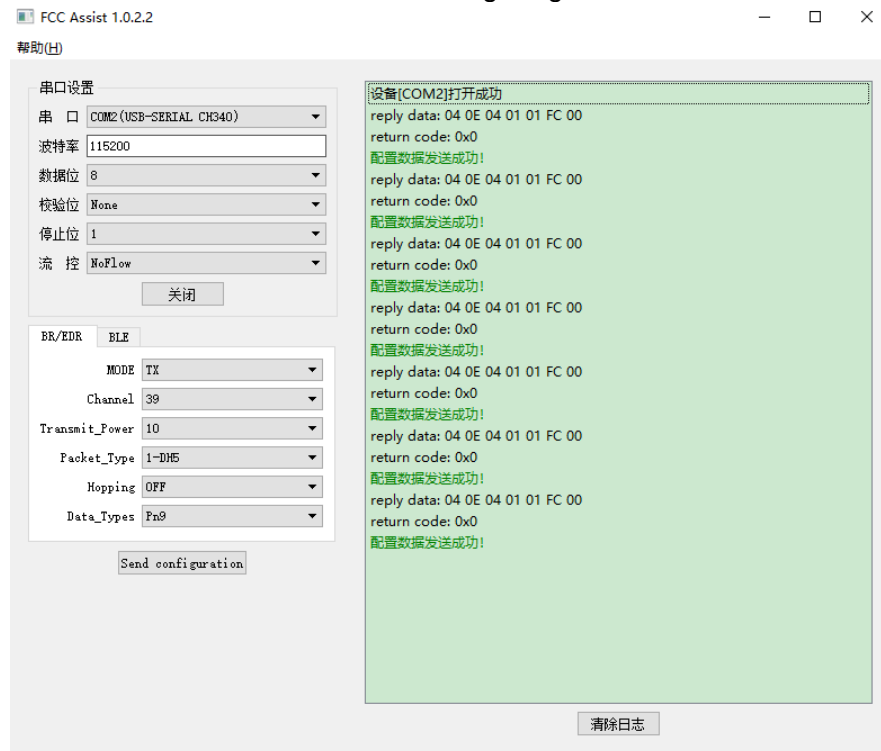 FCC Assist 1.0.2.2
帮助(H)
串口设置
串 口 COM2(USB-SERIAL CH340)
波特率 115200
数据位 8
校验位 None
停止位 1
流 控 NoFlow
关闭
BR/EDR BLE
MODE TX
Channel 39
Transmit_Power 10
Packet_Type 1-DH5
Hopping OFF
Data_Types Pn9
Send configuration
设备[COM2]打开成功
reply data: 04 0E 04 01 01 FC 00
return code: 0x0
配置数据发送成功!
reply data: 04 0E 04 01 01 FC 00
return code: 0x0
配置数据发送成功!
reply data: 04 0E 04 01 01 FC 00
return code: 0x0
配置数据发送成功!
reply data: 04 0E 04 01 01 FC 00
return code: 0x0
配置数据发送成功!
reply data: 04 0E 04 01 01 FC 00
return code: 0x0
配置数据发送成功!
reply data: 04 0E 04 01 01 FC 00
return code: 0x0
配置数据发送成功!
reply data: 04 0E 04 01 01 FC 00
return code: 0x0
配置数据发送成功!
清除日志